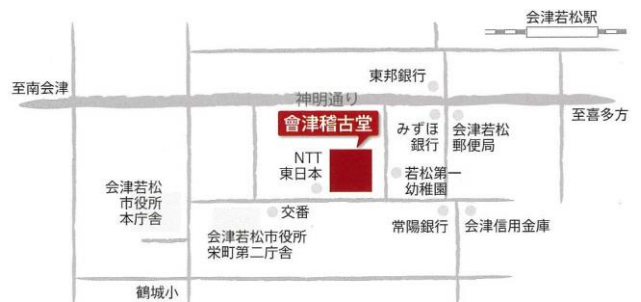 会津若松駅
東邦銀行
至南会津
神明通り
至喜多方
會津稽古堂
みずほ
銀行
会津若松
郵便局
NTT
東日本
若松第一
幼稚園
会津若松
市役所
本庁舎
交番
会津若松市役所
栄町第二庁舎
常陽銀行
会津信用金庫
鶴城小